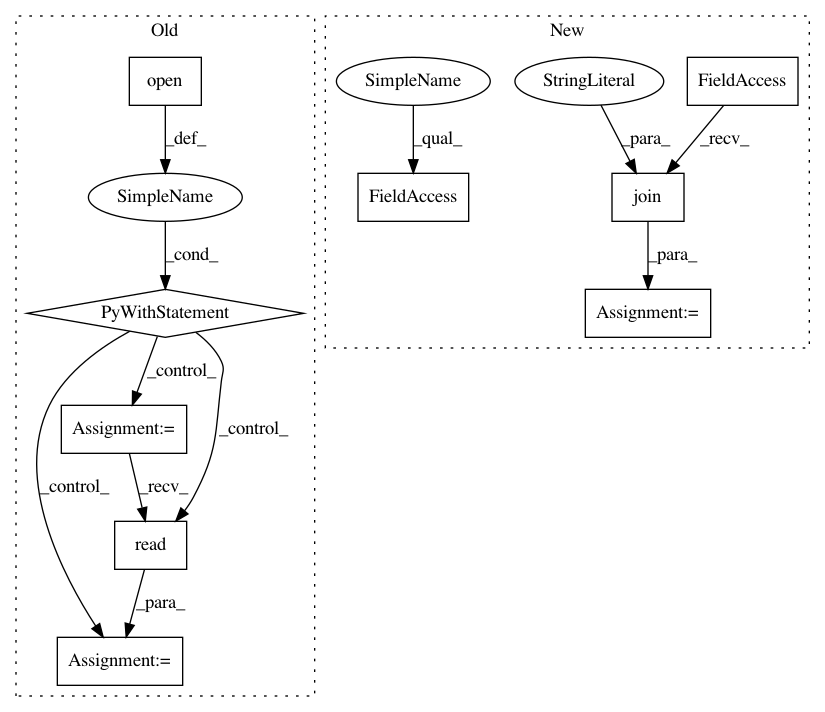 Old
New
open
SimpleName
StringLiteral
FieldAccess
_def_
_qual_
_para_
_recv_
SimpleName
FieldAccess
join
_cond_
_para_
PyWithStatement
Assignment:=
_control_
Assignment:=
_control_
_control_
_recv_
read
_para_
Assignment:=